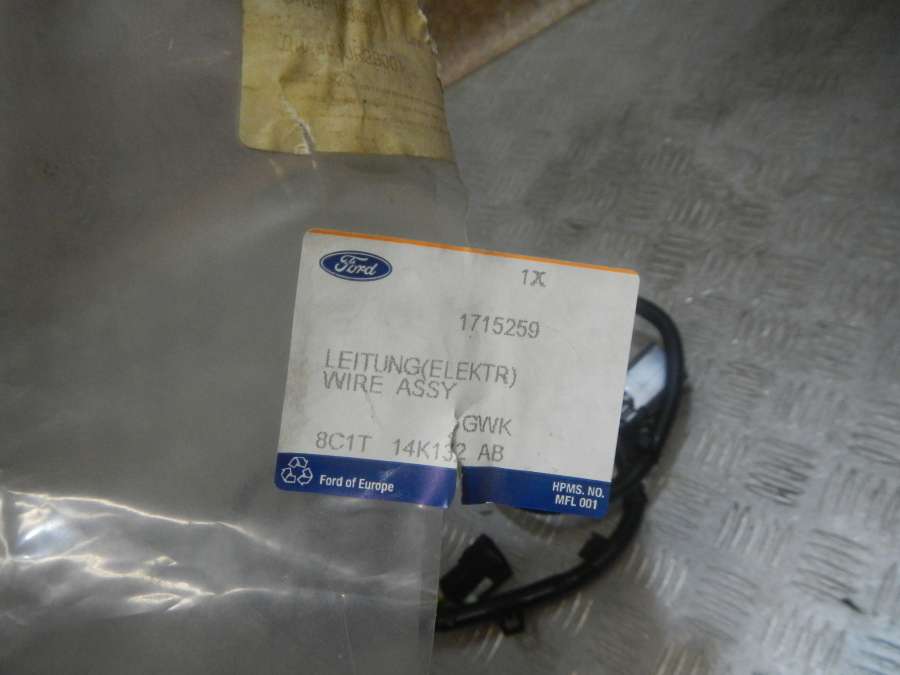 Ford
1X
1715259
LEITUNG(ELEKTR)
WIRE ASSY
GWK
8C1T 14K132 AB
Ford of Europe
HPMS. NO.
MFL 001